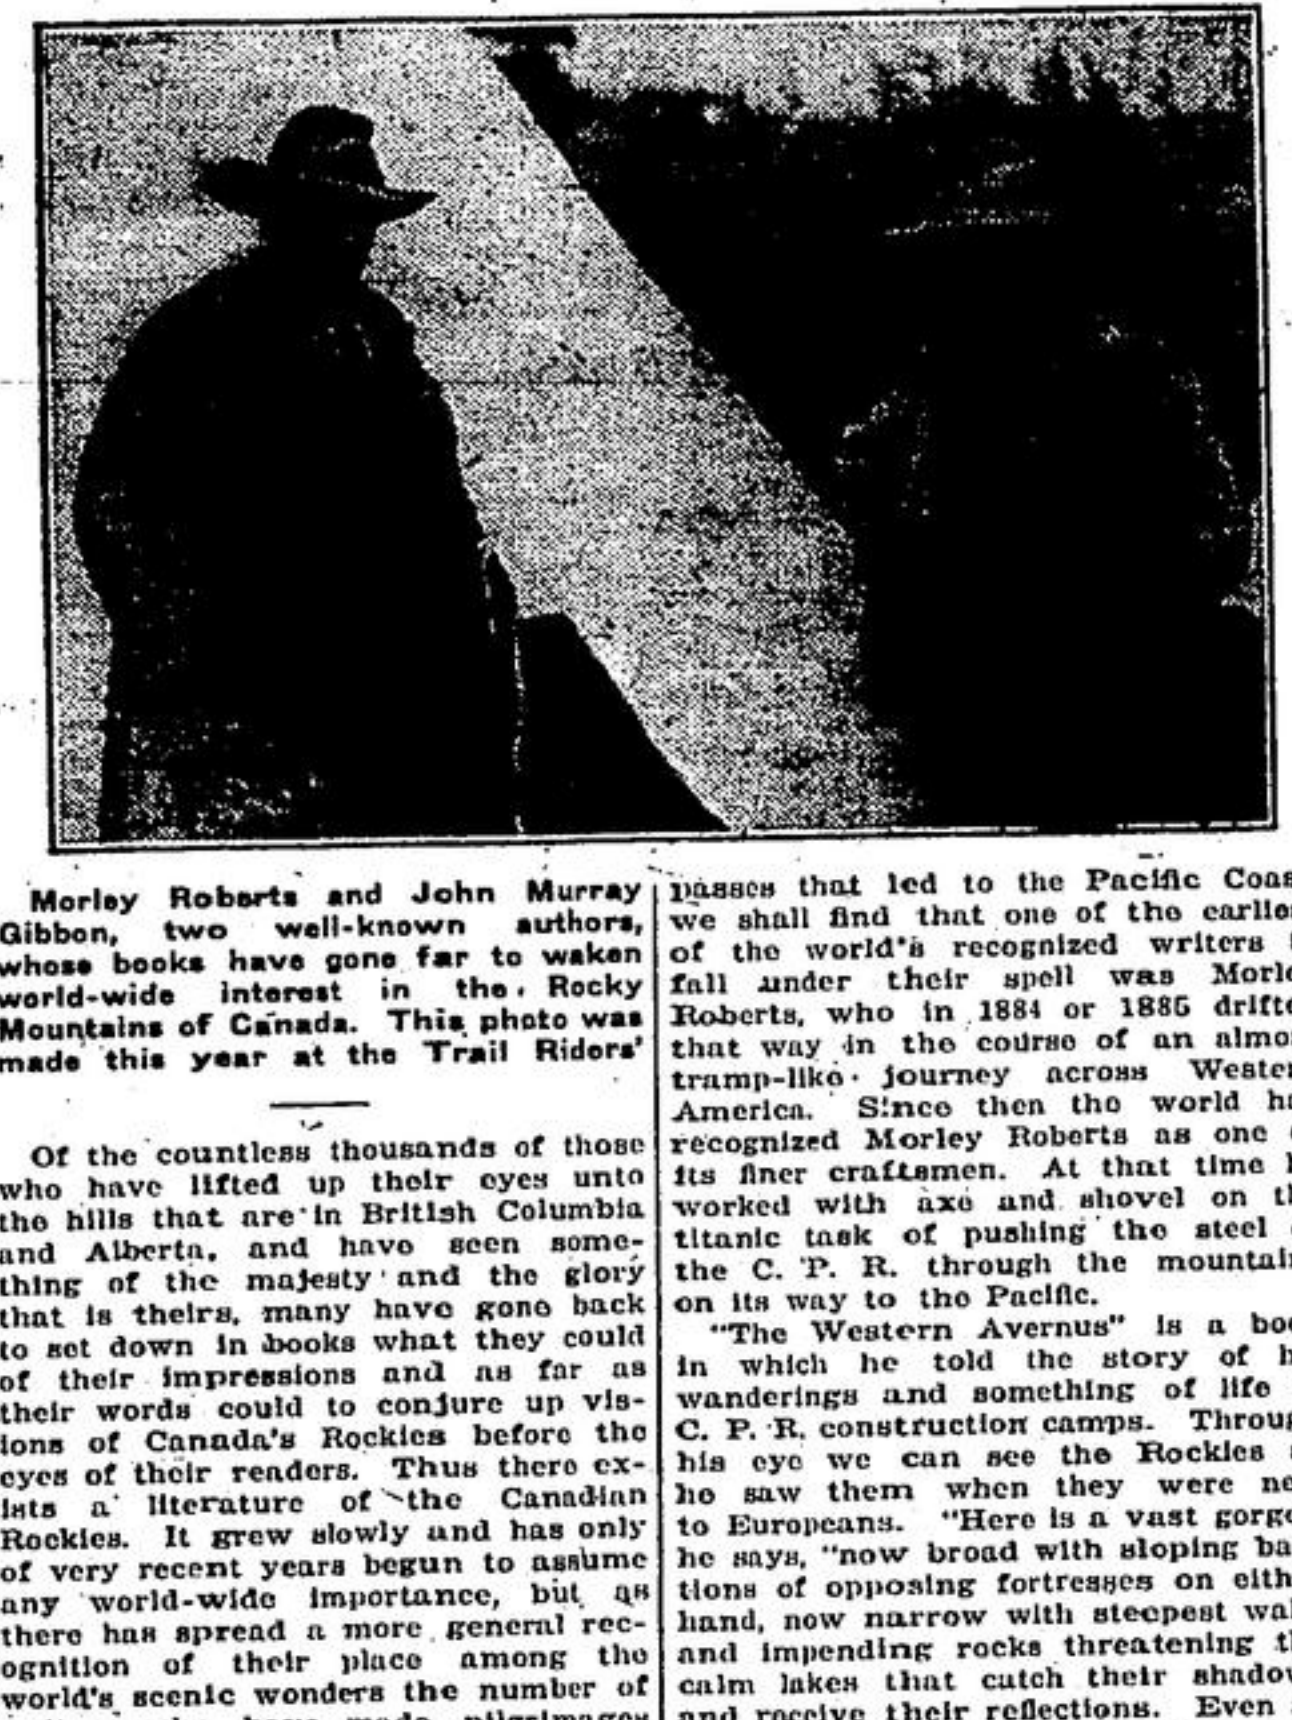 Morley Roberts and John Murray
Gibbon, two well-known authors,
whose books have gone far to waken
world-wide interest in the Rocky
Mountains of Canada. This photo was
made this year at the Trail Riders'
Of the countless thousands of those
who have lifted up their eyes unto
the hills that are in British Columbia
and Alberta, and have seen some-
thing of the majesty and the glory
that is theirs, many have gone back
to set down in books what they could
of their impressions and as far as
their words could to conjure up vis-
ions of Canada's Rockies before the
eyes of their readers. Thus there ex-
ists a literature of the Canadian
Rockies. It grew slowly and has only
of very recent years begun to assume
any world-wide importance, but as
there has spread a more general rec-
ognition of their place among the
world's scenic wonders the number of
have made pilgrimages
passes that led to the Pacific Coas
we shall find that one of the earlie
of the world's recognized writers
fall under their spell was Morle
Roberts, who in 1884 or 1885 drifte
that way in the course of an almo
tramp-like journey across Weste
America. Since then the world ha
recognized Morley Roberts as one
its finer craftsmen. At that time h
worked with axe and shovel on th
titanic task of pushing the steel
the C. P. R. through the mountain
on its way to the Pacific.
"The Western Avernus" is a boo
in which he told the story of h
wanderings and something of life
C. P. R. construction camps. Throug
his eye we can see the Rockies
he saw them when they were ne
to Europeans. "Here is a vast gorge
he says, "now broad with sloping ba
tions of opposing fortresses on eith
hand, now narrow with steepest wal
and impending rocks threatening th
calm lakes that catch their shadow
and receive their reflections. Even